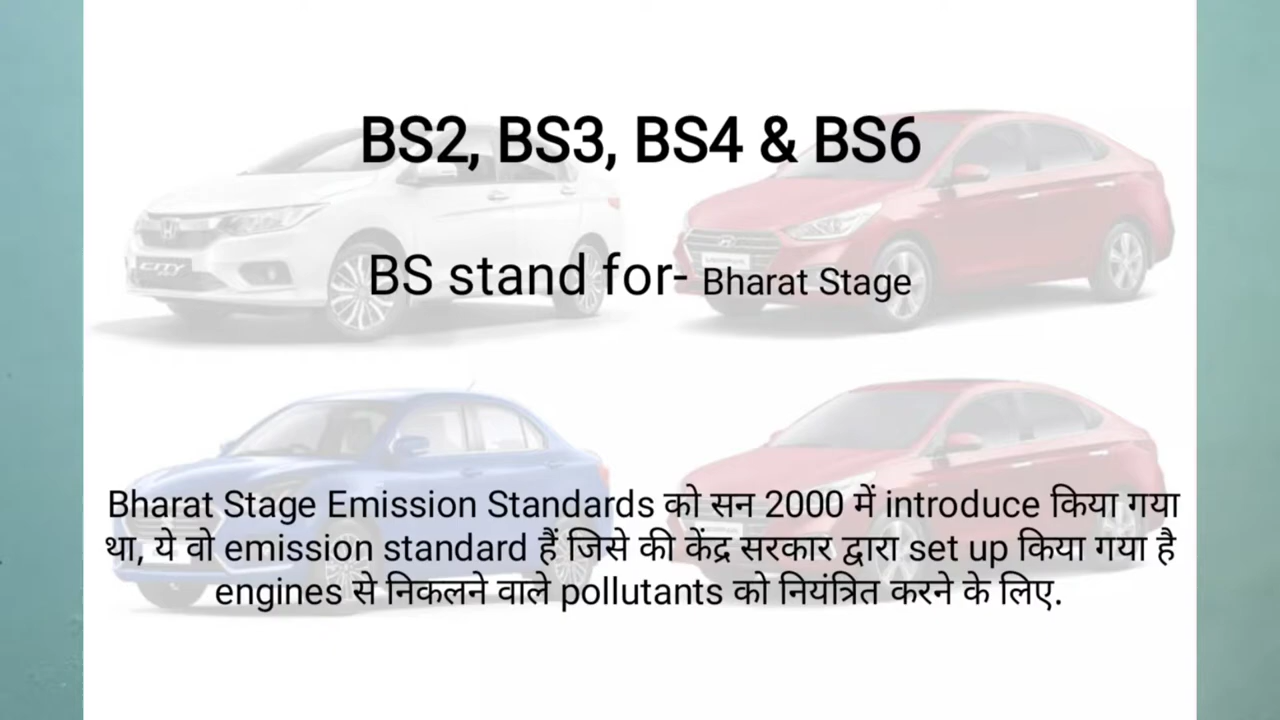 BS2, BS3, BS4 & BS6
BS stand for- Bharat Stage
CITY
Bharat Stage Emission Standards को सन 2000 में introduce किया गया
था, ये वो emission standard हैं जिसे की केंद्र सरकार द्वारा set up किया गया है
engines से निकलने वाले pollutants को नियंत्रित करने के लिए.